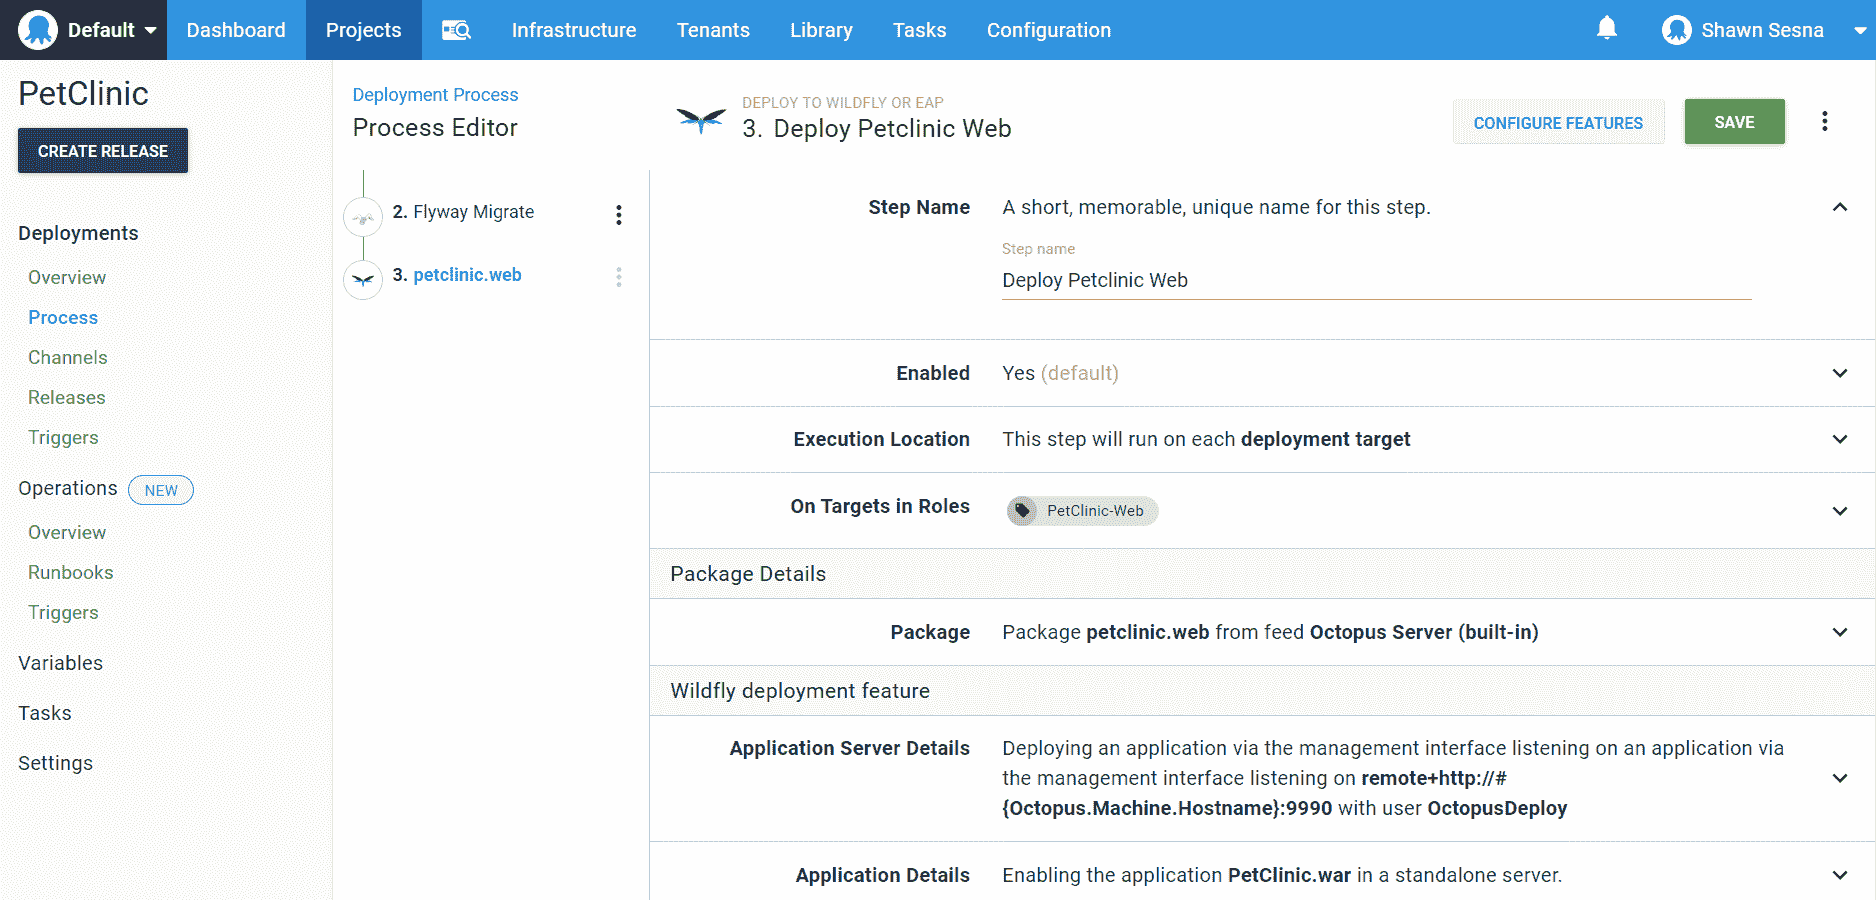 Default
Dashboard
Projects
Infrastructure
Tenants
Library
Tasks
Configuration
Shawn Sesna
PetClinic
CREATE RELEASE
Deployments
Overview
Process
Channels
Releases
Triggers
Operations NEW
Overview
Runbooks
Triggers
Variables
Tasks
Settings
Deployment Process
Process Editor
2. Flyway Migrate
3. petclinic.web
DEPLOY TO WILDFLY OR EAP
3. Deploy Petclinic Web
CONFIGURE FEATURES
SAVE
Step Name
A short, memorable, unique name for this step.
Step name
Deploy Petclinic Web
Enabled
Yes (default)
Execution Location
This step will run on each deployment target
On Targets in Roles
PetClinic-Web
Package Details
Package
Package petclinic.web from feed Octopus Server (built-in)
Wildfly deployment feature
Application Server Details
Deploying an application via the management interface listening on an application via
the management interface listening on remote+http://#
{Octopus.Machine.Hostname}:9990 with user OctopusDeploy
Application Details
Enabling the application PetClinic.war in a standalone server.